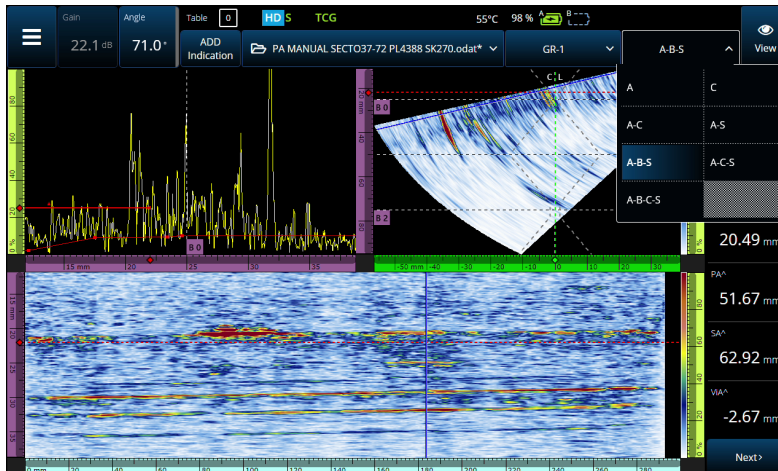 Gain
22.1 dB
Angle
71.0°
Table 0
HD S
TCG
55°C
98 %
A
B
ADD
Indication
PA MANUAL SECTO37-72 PL4388 SK270.odat*
GR-1
A-B-S
View
A
C
A-C
A-S
A-B-S
A-C-S
A-B-C-S
B 0
B 0
B 2
C L
0 %
15 mm
20
25
30
35
-50 mm
-40
-30
-20
-10
0
10
20
30
20.49 mm
PA^
51.67 mm
SA^
62.92 mm
ViA^
-2.67 mm
Next>
0 mm
20
40
60
80
100
120
140
160
180
200
220
240
260
280